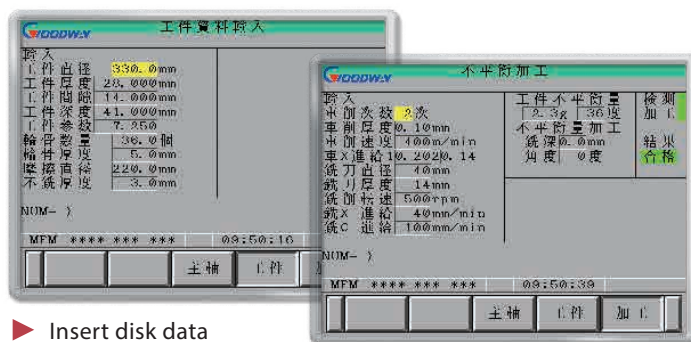 GOODWAY 工件資料輸入
輸入
工件直徑 330.0mm
工件厚度 28.000mm
工件間隙 14.000mm
工件深度 41.000mm
工件參數 7.250
輪骨數量 36.0個
輪骨厚度 5.0mm
摩擦直徑 220.0mm
不銑厚度 3.0mm
NUM- )
MEM **** *** *** 09:50:16
主軸 工件
GOODWAY 不平衡加工
輸入
車削次數 2次
車削厚度 0.10mm
車削速度 400m/min
車X進給 10.2020.14
銑刀直徑 40mm
銑刀厚度 14mm
銑削轉速 500rpm
銑X 進給 40mm/min
銑C 進給 100mm/min
工件不平衡量
2.3g 36度
不平衡量加工
銑深0.0mm
角度 0度
檢測
加工
結果
合格
NUM- )
MEM **** *** *** 09:50:39
主軸 工件 加工
Insert disk data